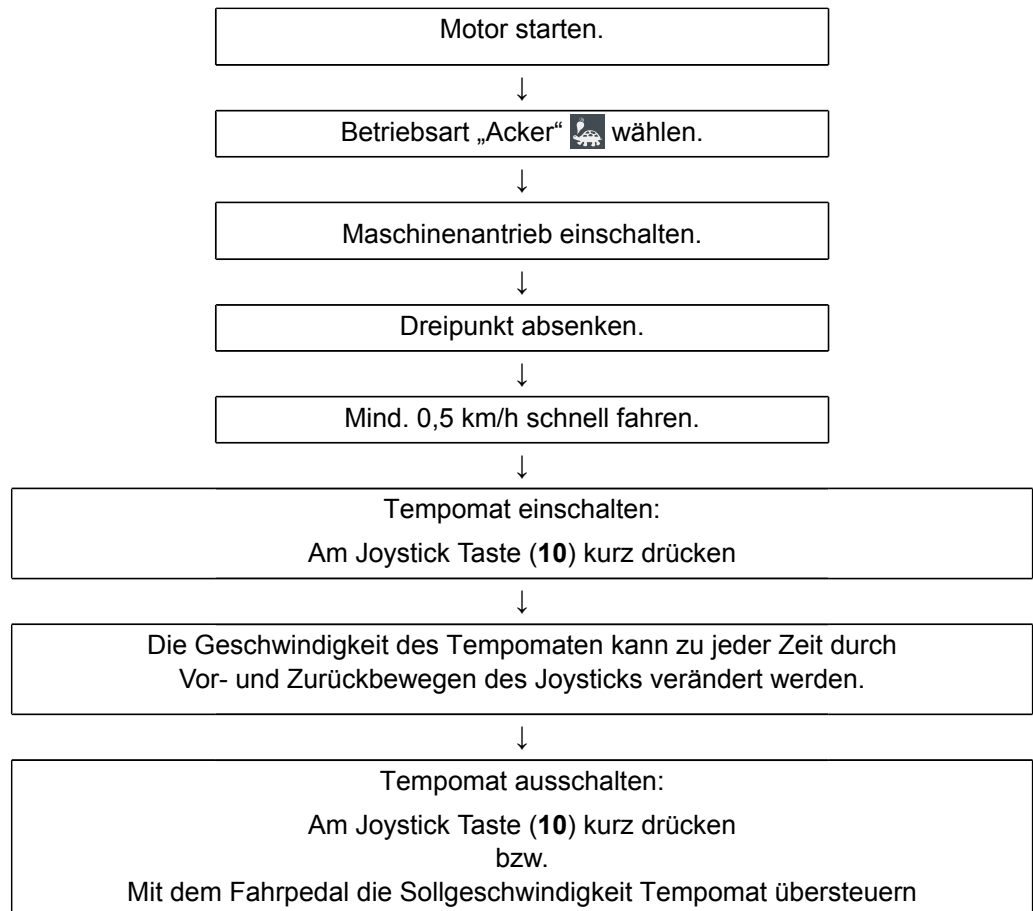 Motor starten.
↓
Betriebsart „Acker“ wählen.
↓
Maschinenantrieb einschalten.
↓
Dreipunkt absenken.
↓
Mind. 0,5 km/h schnell fahren.
↓
Tempomat einschalten:
Am Joystick Taste (10) kurz drücken
↓
Die Geschwindigkeit des Tempomaten kann zu jeder Zeit durch
Vor- und Zurückbewegen des Joysticks verändert werden.
↓
Tempomat ausschalten:
Am Joystick Taste (10) kurz drücken
bzw.
Mit dem Fahrpedal die Sollgeschwindigkeit Tempomat übersteuern